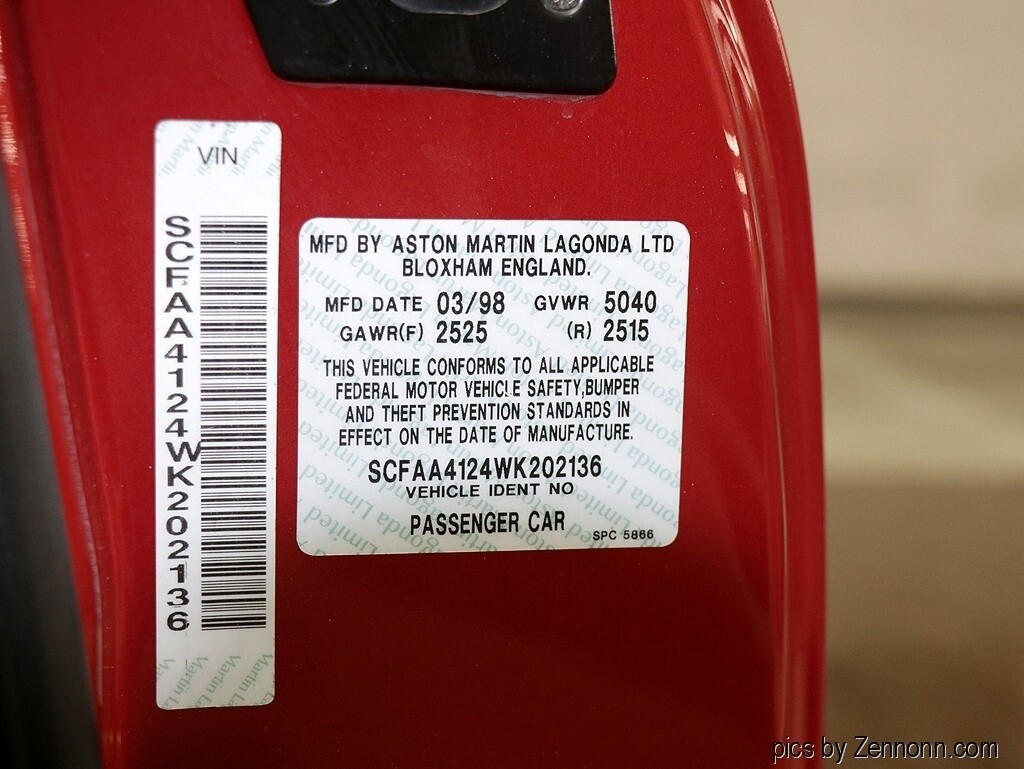 VIN
SCFAA4124WK202136
MFD BY ASTON MARTIN LAGONDA LTD
BLOXHAM ENGLAND.
MFD DATE 03/98 GVWR 5040
GAWR(F) 2525 (R) 2515
THIS VEHICLE CONFORMS TO ALL APPLICABLE
FEDERAL MOTOR VEHICLE SAFETY,BUMPER
AND THEFT PREVENTION STANDARDS IN
EFFECT ON THE DATE OF MANUFACTURE.
SCFAA4124WK202136
VEHICLE IDENT NO
PASSENGER CAR
SPC 5866
pics by Zennonn.com